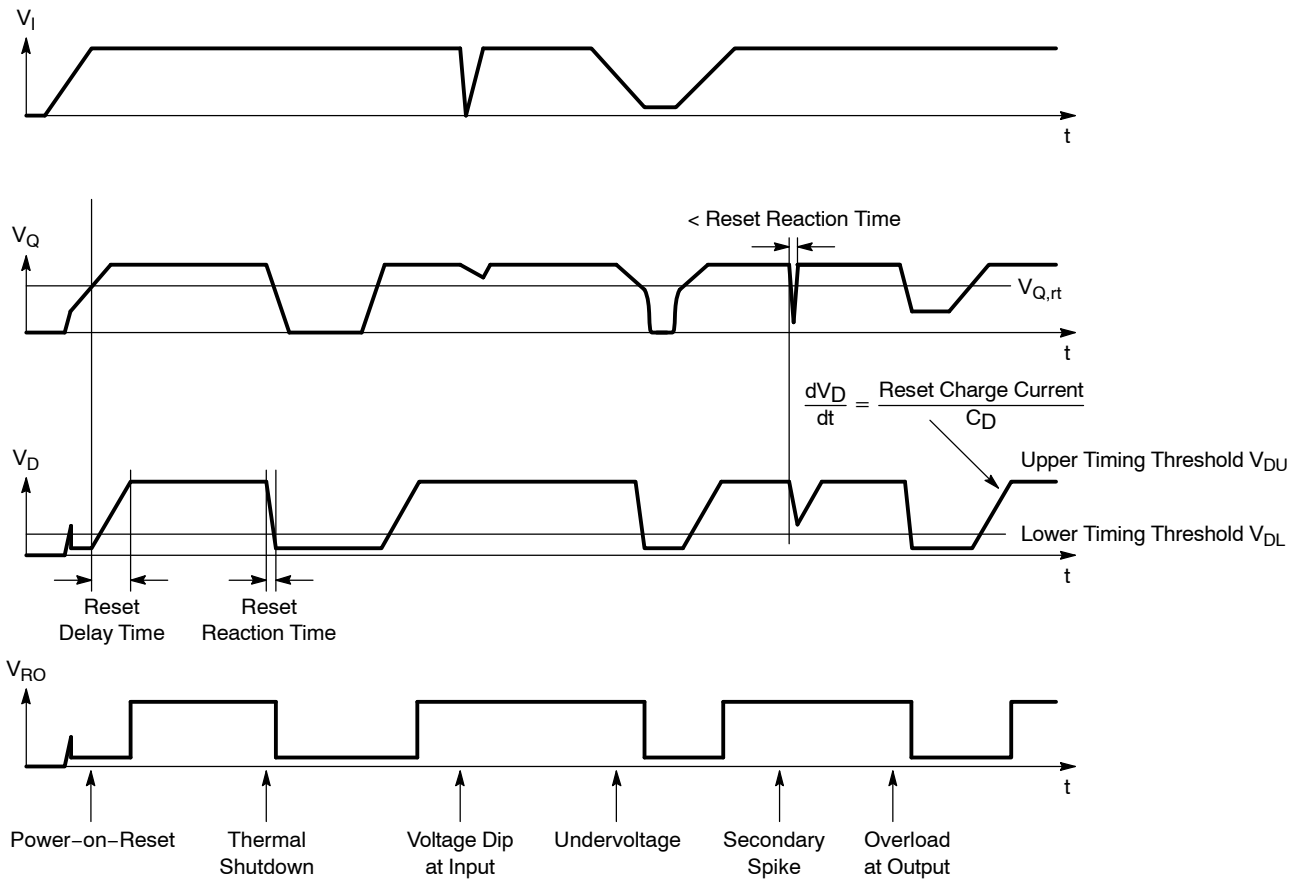 V_I
t
V_Q
< Reset Reaction Time
V_Q,rt
t
dV_D
dt
=
Reset Charge Current
C_D
V_D
Upper Timing Threshold V_DU
Lower Timing Threshold V_DL
t
Reset
Delay Time
Reset
Reaction Time
V_RO
t
Power−on−Reset
Thermal
Shutdown
Voltage Dip
at Input
Undervoltage
Secondary
Spike
Overload
at Output